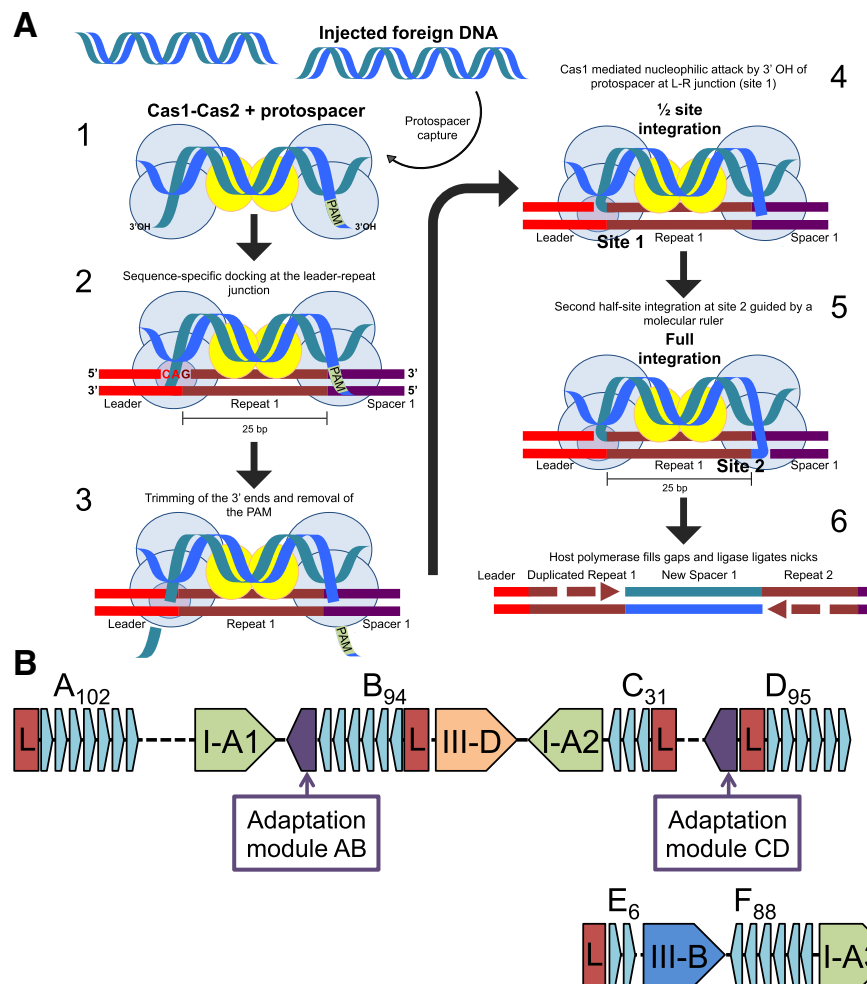 A
Injected foreign DNA
Cas1-Cas2 + protospacer
Protospacer
capture
1
PAM
3'OH
3'OH
2
Sequence-specific docking at the leader-repeat
junction
5'
CAG
3'
3'
PAM
5'
Leader
Repeat 1
Spacer 1
25 bp
3
Trimming of the 3' ends and removal of
the PAM
Leader
Repeat 1
Spacer 1
PAM
4
Cas1 mediated nucleophilic attack by 3' OH of
protospacer at L-R junction (site 1)
½ site
integration
Leader
Site 1
Repeat 1
Spacer 1
5
Second half-site integration at site 2 guided by a
molecular ruler
Full
integration
Leader
Repeat 1
Site 2
Spacer 1
25 bp
6
Host polymerase fills gaps and ligase ligates nicks
Leader
Duplicated Repeat 1
New Spacer 1
Repeat 2
B
A102
B94
C31
D95
L
I-A1
L
III-D
I-A2
L
L
Adaptation
module AB
Adaptation
module CD
E6
F88
L
III-B